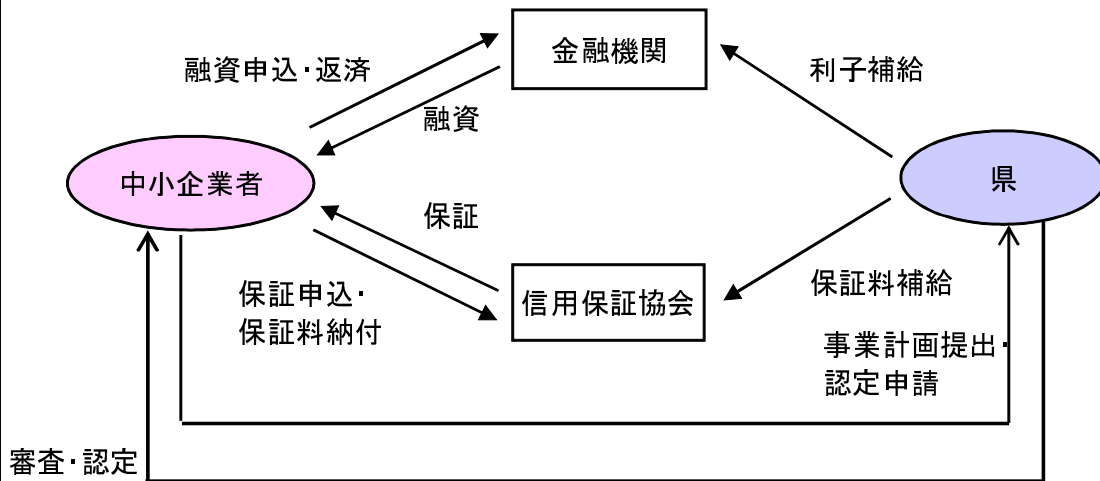 金融機関
融資申込・返済
利子補給
融資
中小企業者
県
保証
保証申込・
保証料納付
信用保証協会
保証料補給
事業計画提出・
認定申請
審査・認定